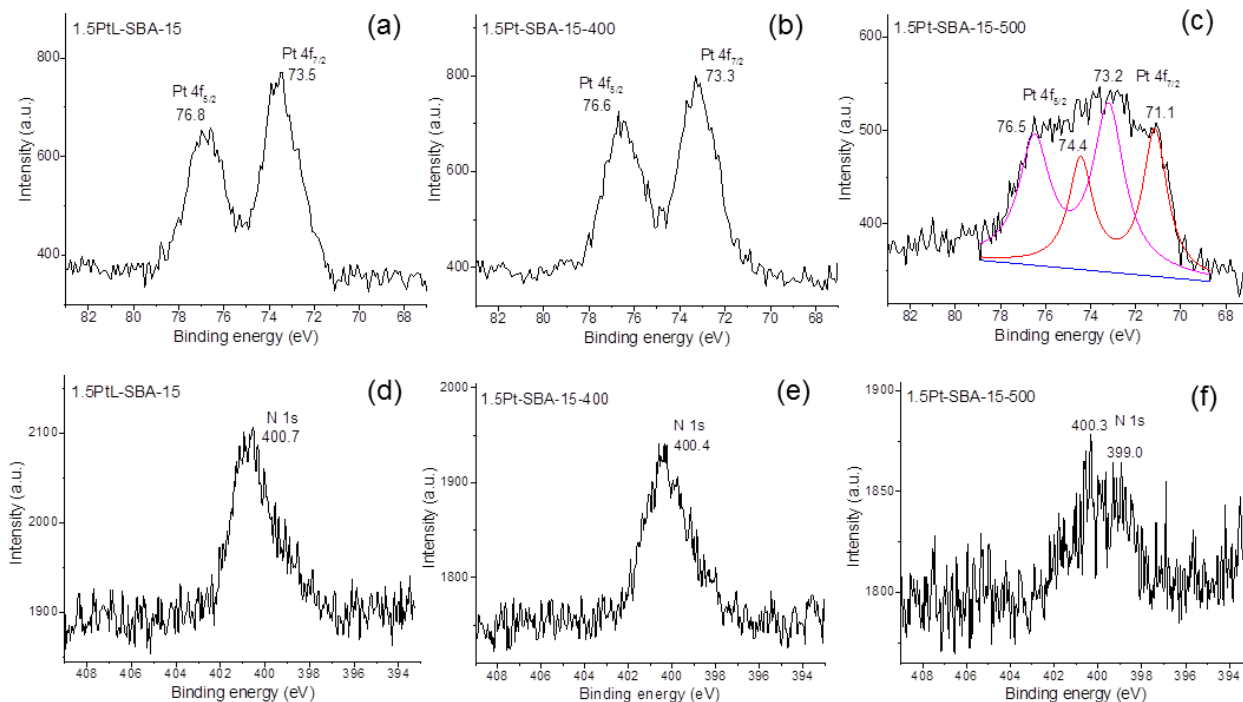 1.5PtL-SBA-15
(a)
Pt 4f7/2
73.5
Pt 4f5/2
76.8
800
600
400
Intensity (a.u.)
82 80 78 76 74 72 70 68
Binding energy (eV)
1.5Pt-SBA-15-400
(b)
Pt 4f7/2
73.3
Pt 4f5/2
76.6
800
600
400
Intensity (a.u.)
82 80 78 76 74 72 70 68
Binding energy (eV)
1.5Pt-SBA-15-500
(c)
73.2
Pt 4f7/2
71.1
Pt 4f5/2
76.5
74.4
600
500
400
Intensity (a.u.)
82 80 78 76 74 72 70 68
Binding energy (eV)
1.5PtL-SBA-15
(d)
N 1s
400.7
2100
2000
1900
Intensity (a.u.)
408 406 404 402 400 398 396 394
Binding energy (eV)
1.5Pt-SBA-15-400
(e)
N 1s
400.4
2000
1900
1800
Intensity (a.u.)
408 406 404 402 400 398 396 394
Binding energy (eV)
1.5Pt-SBA-15-500
(f)
400.3
N 1s
399.0
1900
1850
1800
Intensity (a.u.)
408 406 404 402 400 398 396 394
Binding energy (eV)